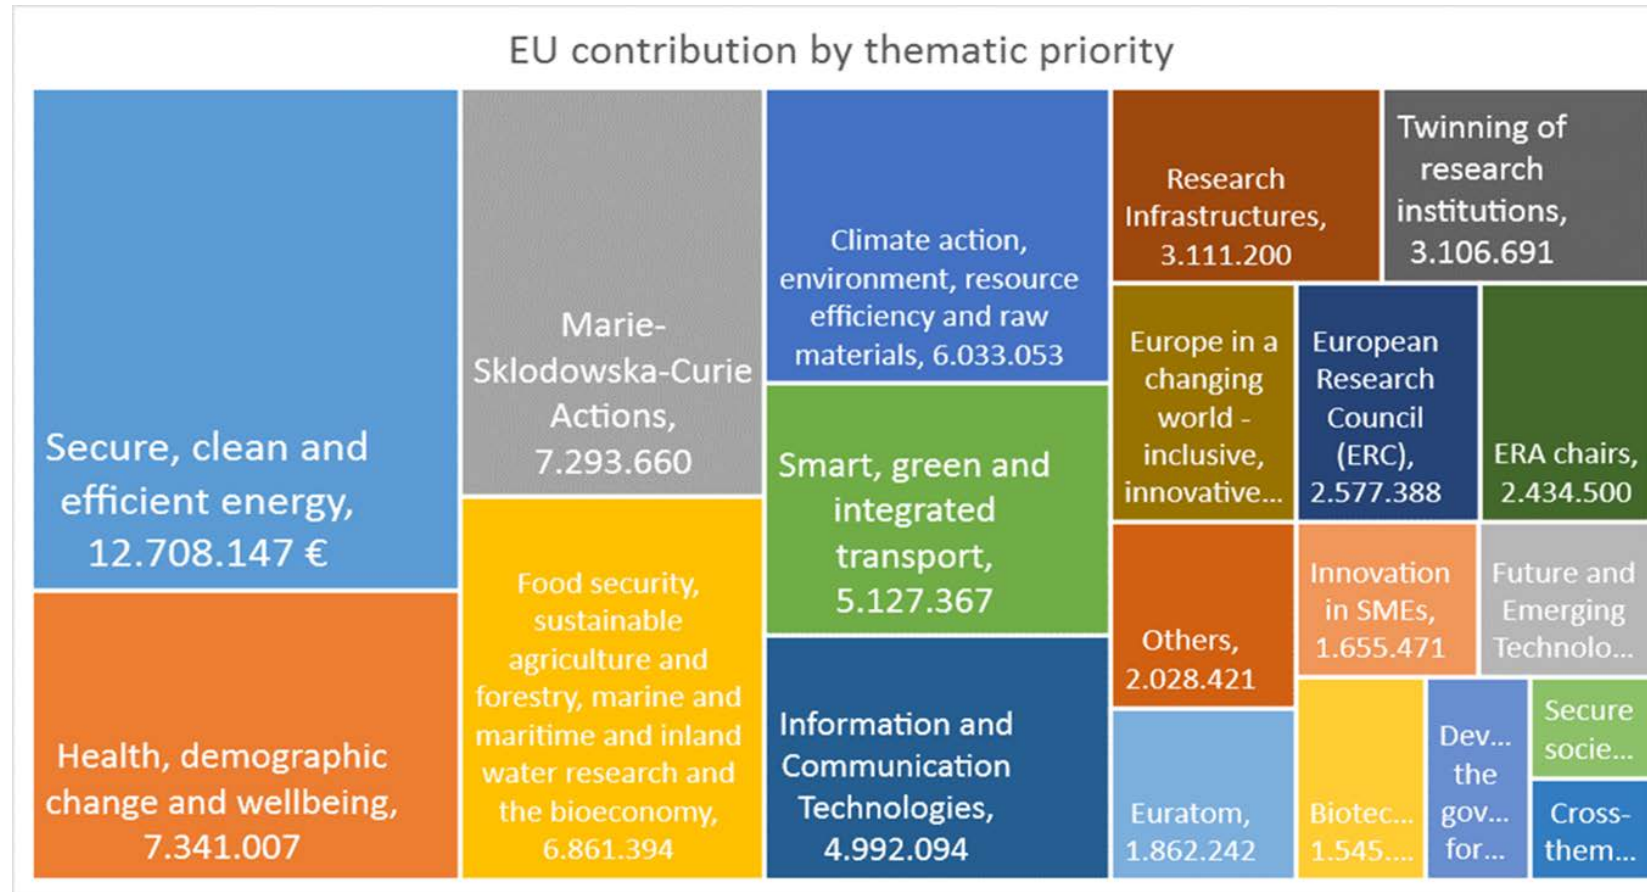 EU contribution by thematic priority
Secure, clean and
efficient energy,
12.708.147 €
Health, demographic
change and wellbeing,
7.341.007
Marie-
Sklodowska-Curie
Actions,
7.293.660
Food security,
sustainable
agriculture and
forestry, marine and
maritime and inland
water research and
the bioeconomy,
6.861.394
Climate action,
environment, resource
efficiency and raw
materials, 6.033.053
Smart, green and
integrated
transport,
5.127.367
Information and
Communication
Technologies,
4.992.094
Research
Infrastructures,
3.111.200
Twinning of
research
institutions,
3.106.691
Europe in a
changing
world -
inclusive,
innovative...
European
Research
Council
(ERC),
2.577.388
ERA chairs,
2.434.500
Others,
2.028.421
Innovation
in SMEs,
1.655.471
Future and
Emerging
Technolo...
Euratom,
1.862.242
Biotec...
1.545....
Dev...
the
gov...
for...
Secure
socie...
Cross-
them...